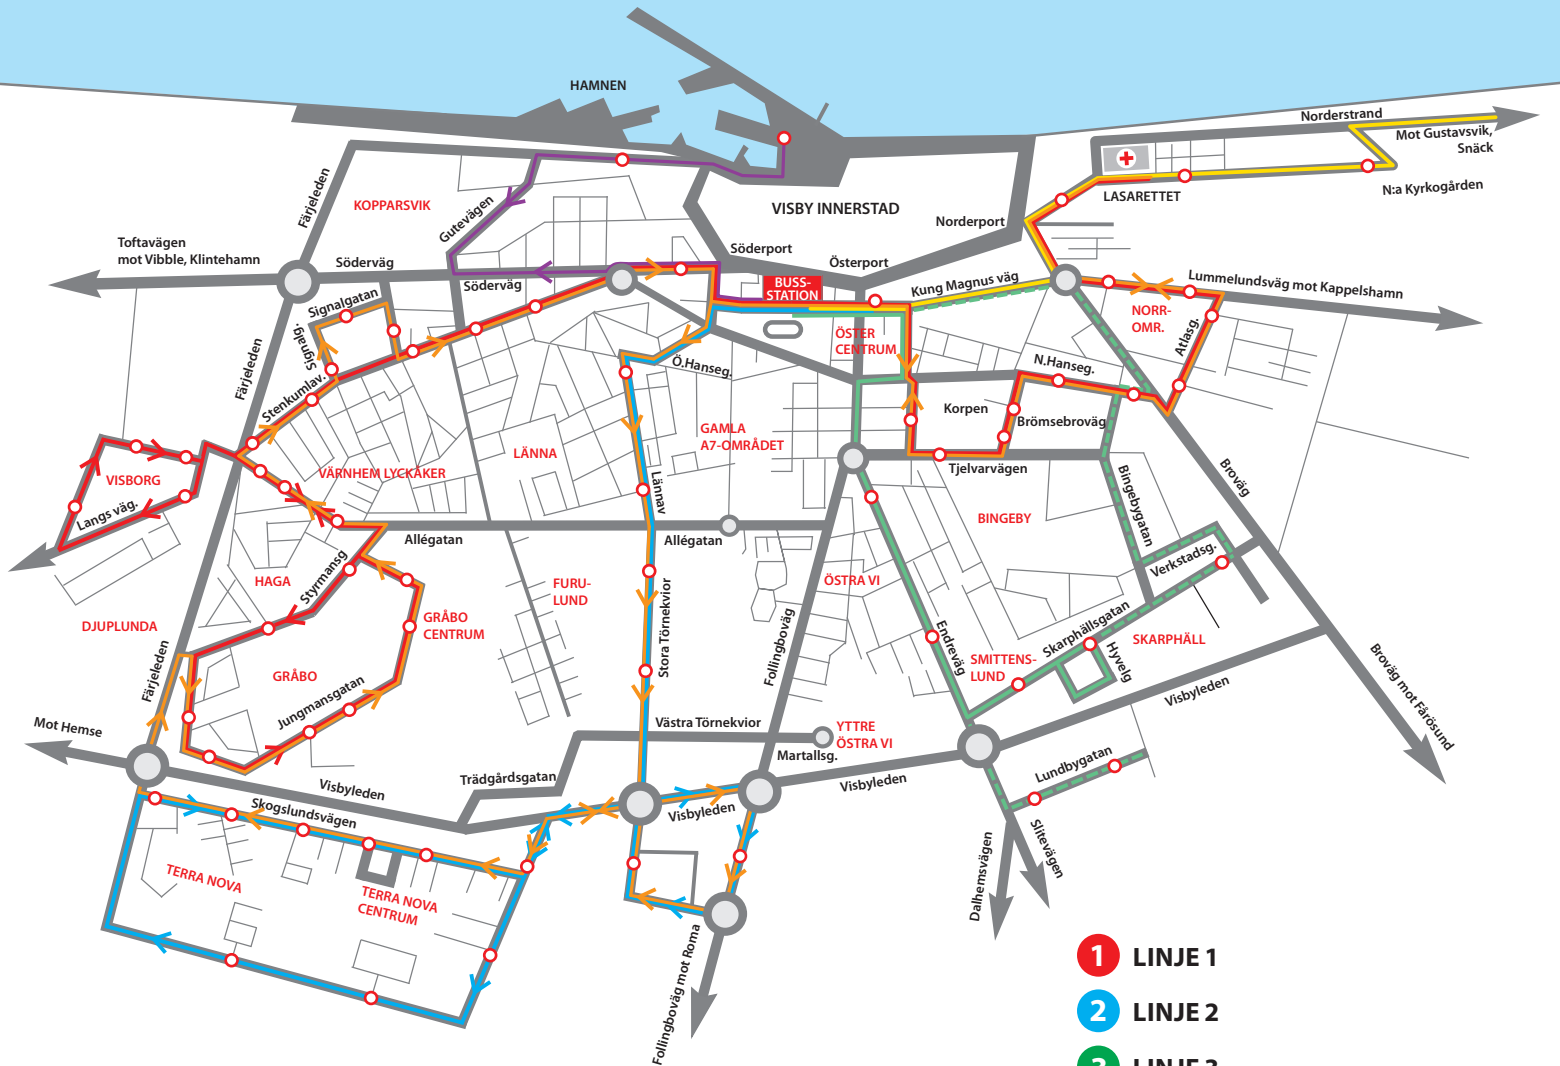 HAMNEN
Norderstrand
Mot Gustavsvik,
Snäck
N:a Kyrkogården
LASARETTET
Färjeleden
KOPPARSVIK
Gutevägen
VISBY INNERSTAD
Norderport
Toftavägen
mot Vibble, Klintehamn
Söderväg
Söderport
Österport
Söderväg
BUSS-
STATION
Kung Magnus väg
Lummelundsväg mot Kappelshamn
Signalgatan
Signalg.
NORR-
OMR.
Atlasg.
ÖSTER
CENTRUM
Färjeleden
Stenkumlav.
Ö.Hanseg.
N.Hanseg.
Korpen
Brömsebroväg
GAMLA
A7-OMRÅDET
LÄNNA
VÄRNHEM LYCKÅKER
VISBORG
Langs väg.
Lännav
Tjelvarvägen
Bingebygatan
Broväg
BINGEBY
Allégatan
Allégatan
Styrmansg
HAGA
FURU-
LUND
ÖSTRA VI
Verkstadsg.
DJUPLUNDA
GRÅBO
CENTRUM
Stora Törnekvior
Follingboväg
Endreväg
Skarphällsgatan
SKARPHÄLL
SMITTENS-
LUND
Hyvelg
GRÅBO
Färjeleden
Jungmansgatan
Visbyleden
Broväg mot Fårösund
Mot Hemse
Västra Törnekvior
YTTRE
ÖSTRA VI
Martallsg.
Trädgårdsgatan
Visbyleden
Visbyleden
Lundbygatan
Skogslundsvägen
Visbyleden
Slitevägen
Dalhemsvägen
TERRA NOVA
TERRA NOVA
CENTRUM
Follingboväg mot Roma
1 LINJE 1
2 LINJE 2
3 LINJE 3